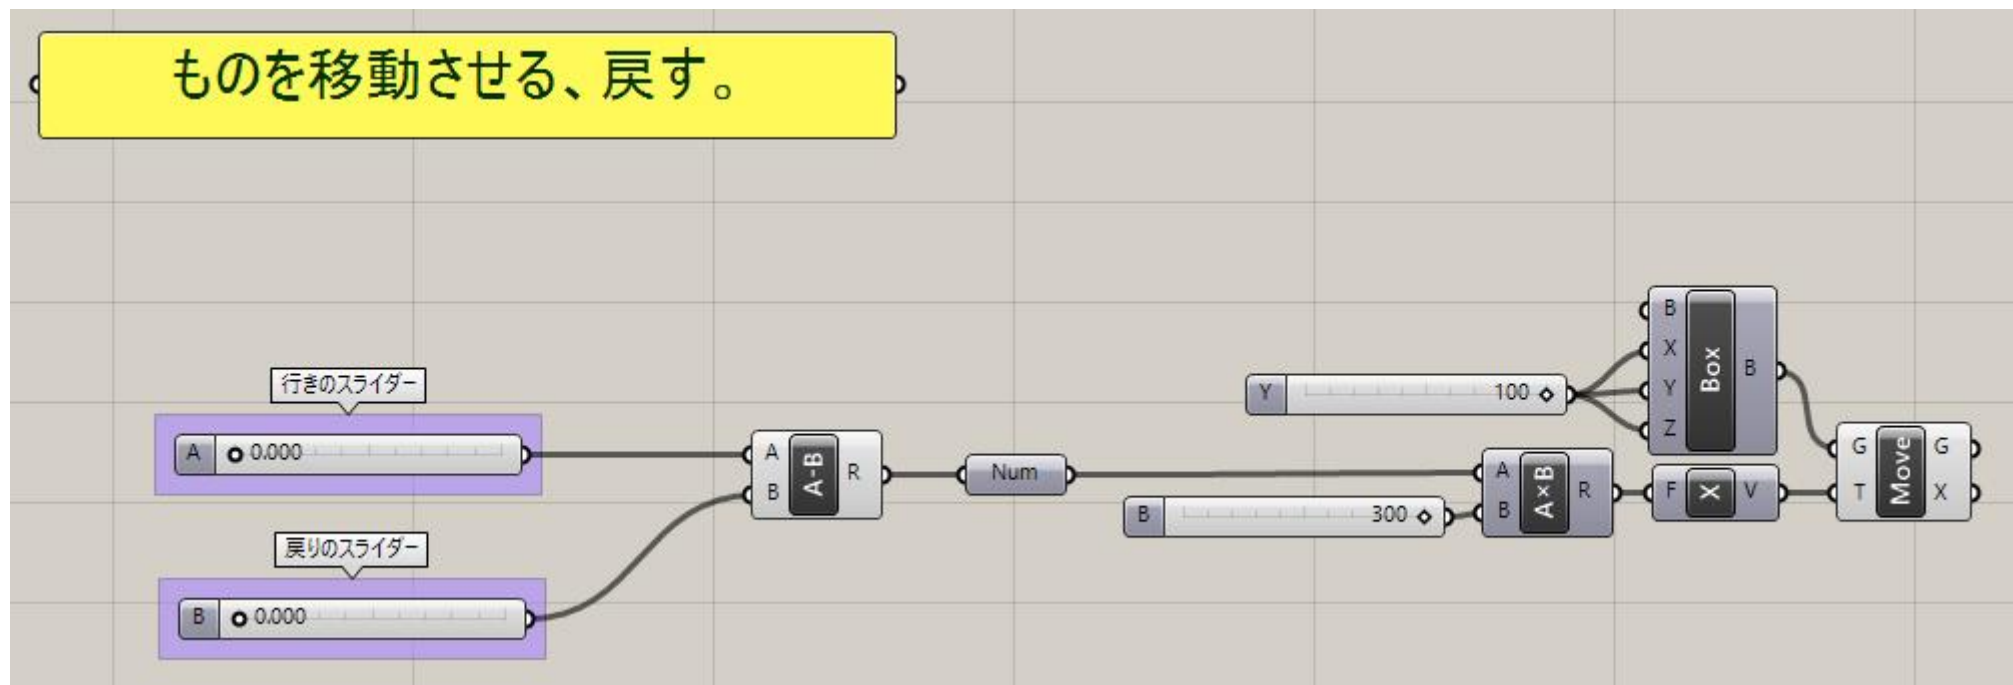 ものを移動させる、戻す。
行きのスライダー
A 0.000
戻りのスライダー
B 0.000
A B A-B R
Num
Y 100
B 300
A B A×B R
B X Y Z Box B
F X V
G T Move G X